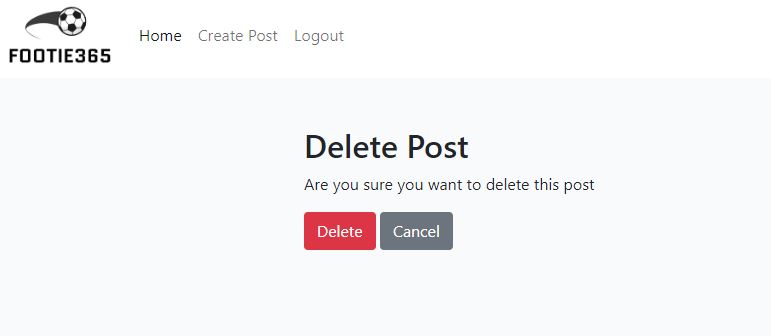 FOOTIE365
Home Create Post Logout
Delete Post
Are you sure you want to delete this post
Delete Cancel